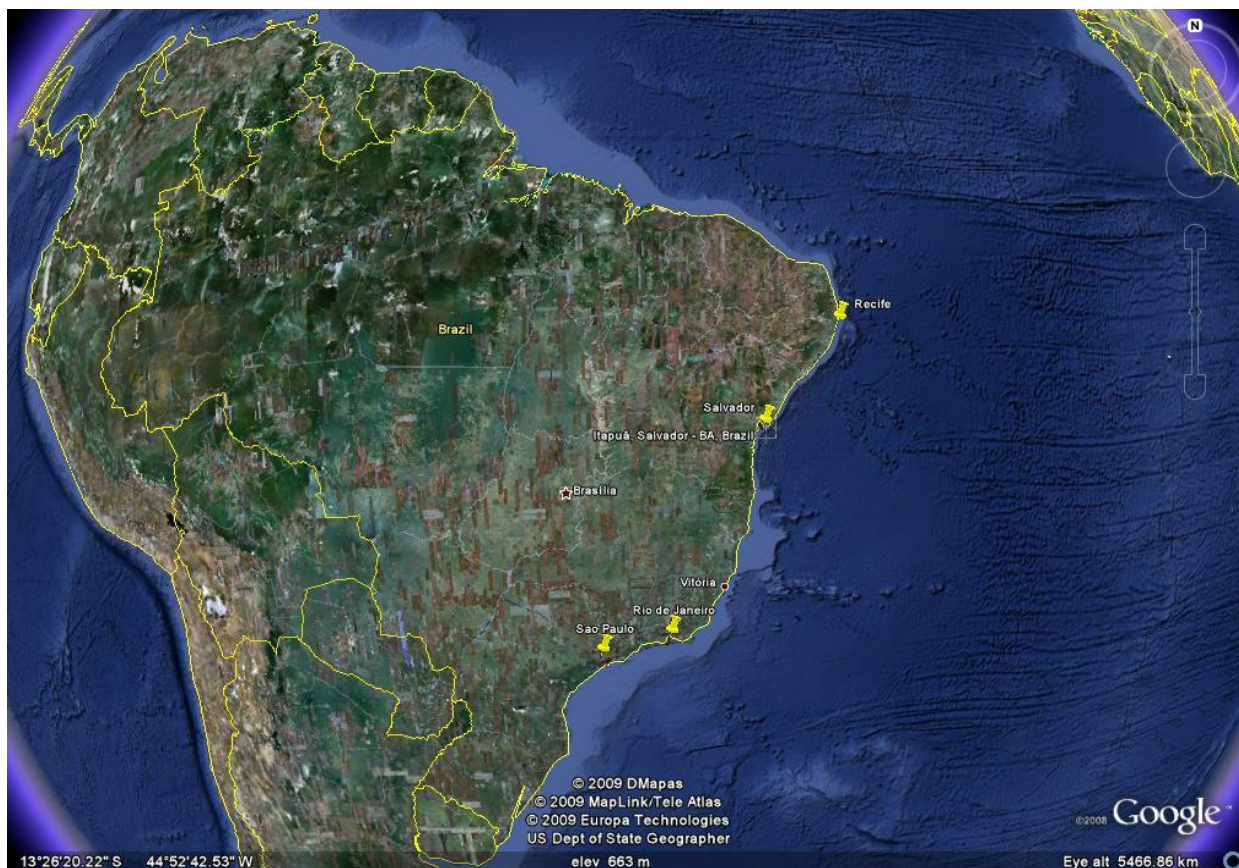 N
Recife
Brazil
Salvador
Itapuã, Salvador - BA, Brazil
Brasília
Vitória
Rio de Janeiro
Sao Paulo
© 2009 DMapas
© 2009 MapLink/Tele Atlas
© 2009 Europa Technologies
US Dept of State Geographer
©2008 Google™
13°26'20.22" S 44°52'42.53" W elev 663 m Eye alt 5466.86 km